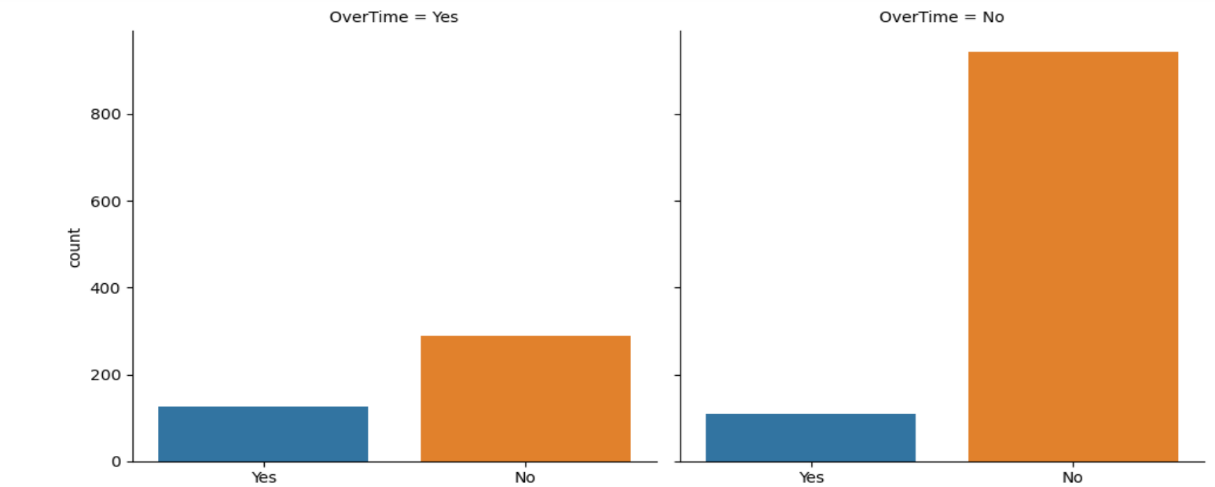 OverTime = Yes
OverTime = No
count
800
600
400
200
0
Yes
No
Yes
No